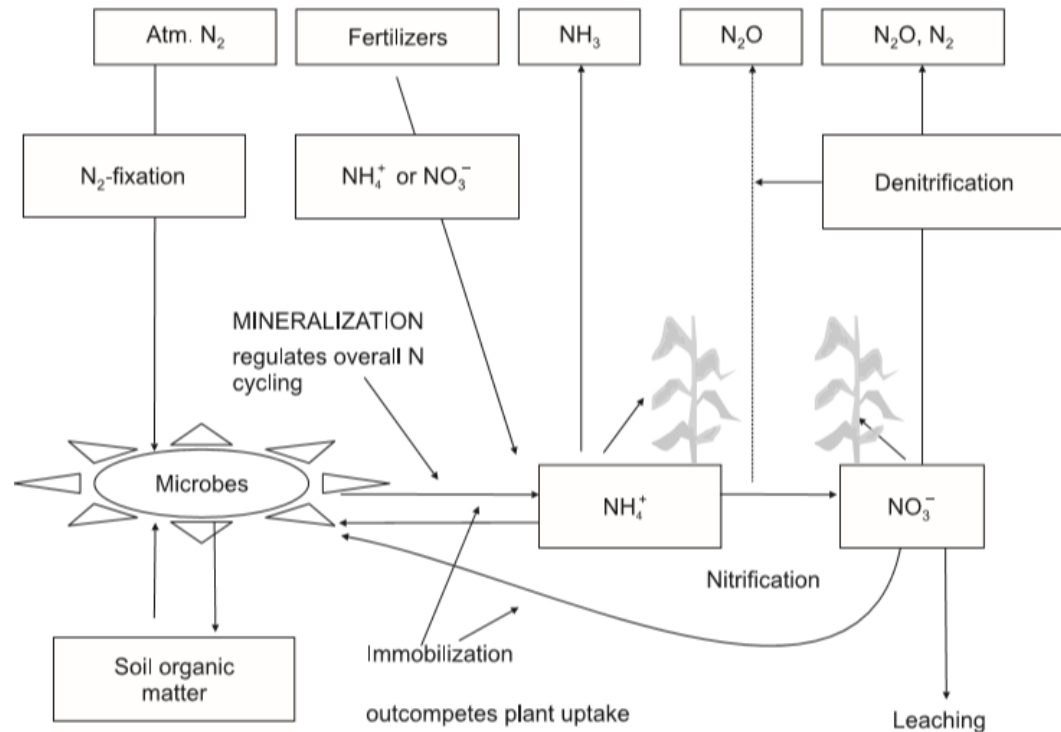 Atm. N₂
Fertilizers
NH₃
N₂O
N₂O, N₂
N₂-fixation
NH₄⁺ or NO₃⁻
Denitrification
MINERALIZATION
regulates overall N
cycling
Microbes
NH₄⁺
NO₃⁻
Nitrification
Immobilization
Soil organic
matter
outcompetes plant uptake
Leaching